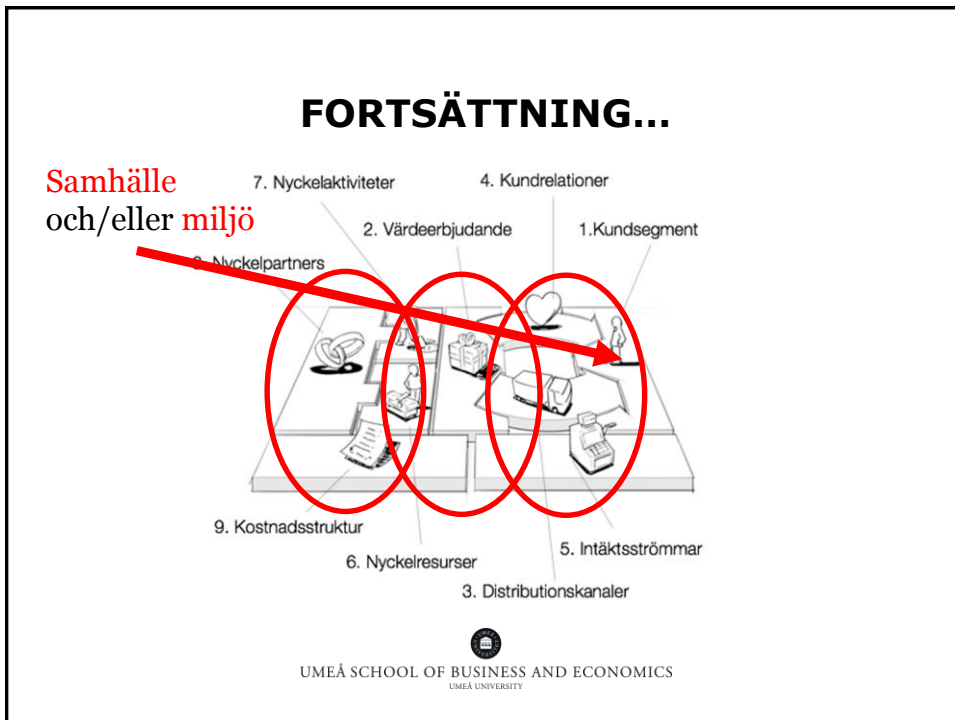 FORTSÄTTNING...
Samhälle
och/eller miljö
7. Nyckelaktiviteter
4. Kundrelationer
2. Värdeerbjudande
1.Kundsegment
Nyckelpartners
9. Kostnadsstruktur
6. Nyckelresurser
5. Intäktsströmmar
3. Distributionskanaler
UMEÅ SCHOOL OF BUSINESS AND ECONOMICS
UMEÅ UNIVERSITY